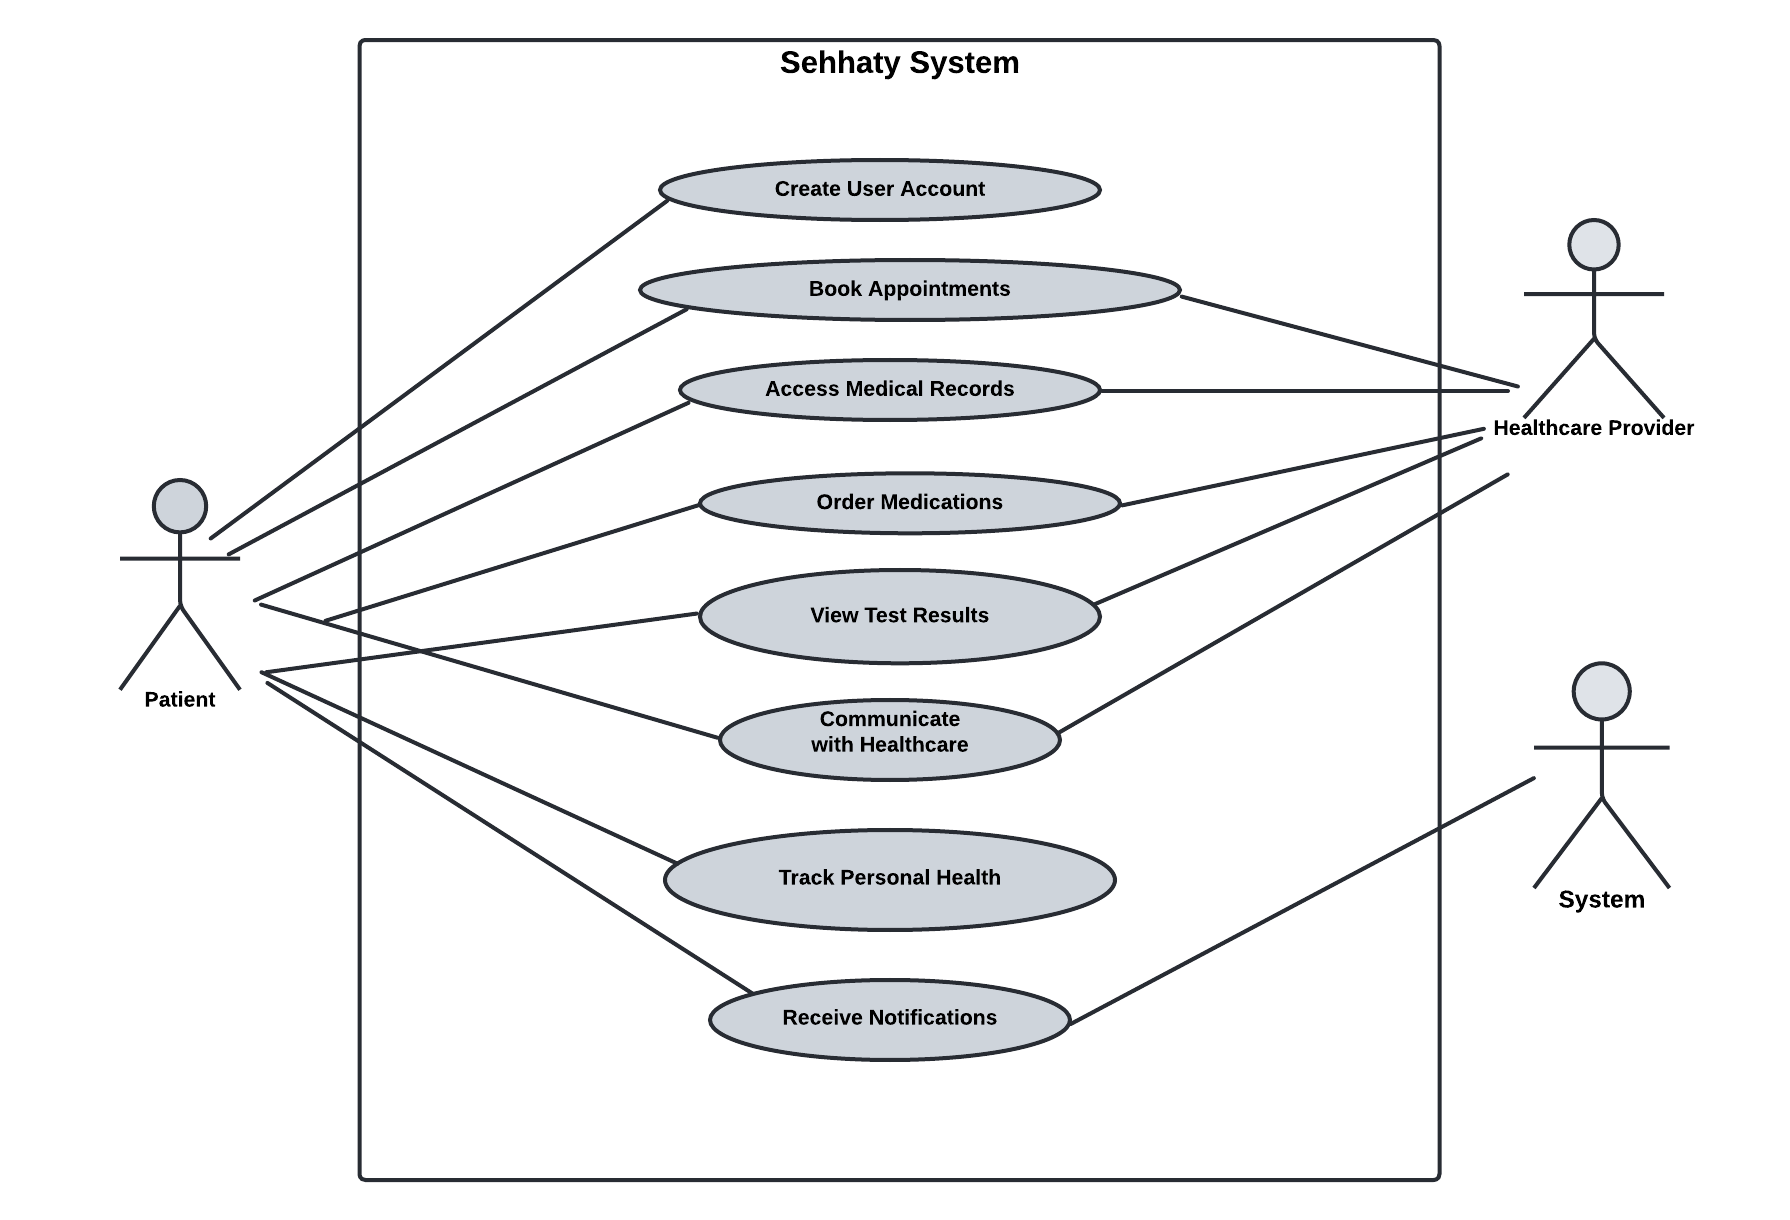 Sehhaty System
Create User Account
Book Appointments
Access Medical Records
Healthcare Provider
Order Medications
View Test Results
Patient
Communicate
with Healthcare
Track Personal Health
System
Receive Notifications